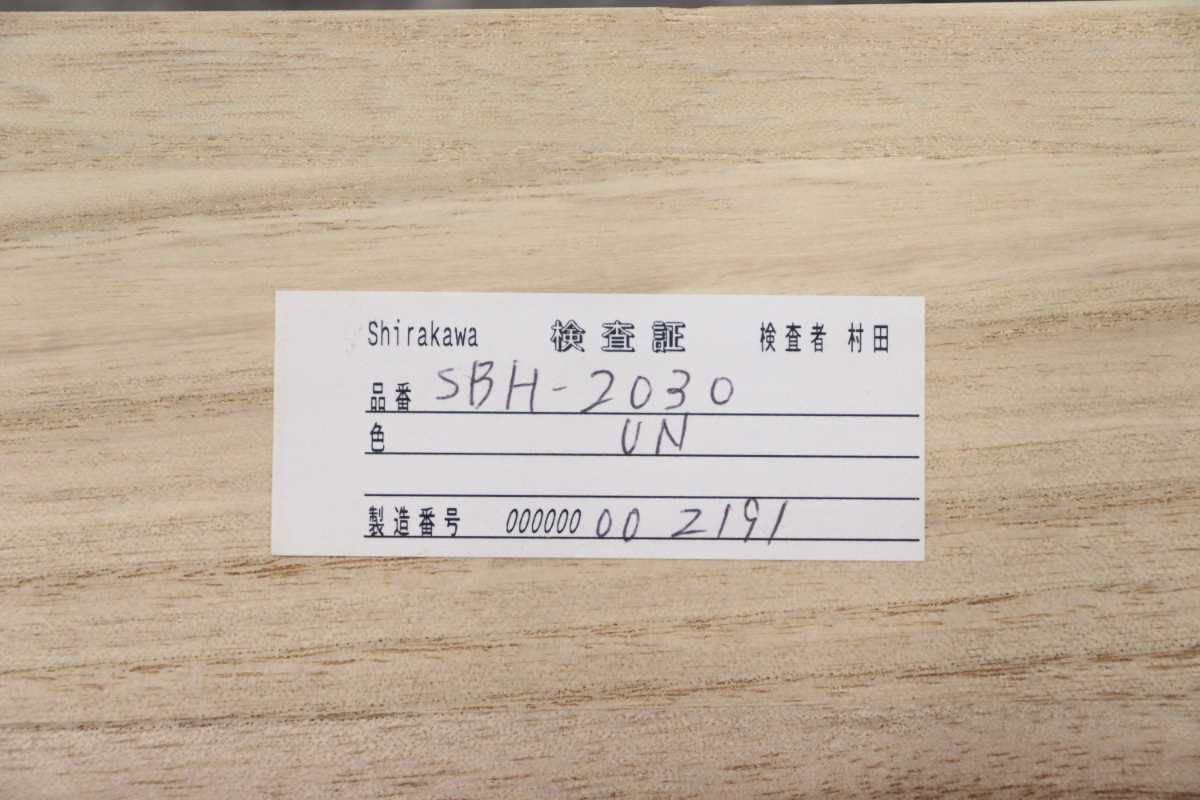 Shirakawa 検査証 検査者 村田
品番 SBH-2030
色 UN
製造番号 000000 00 2191